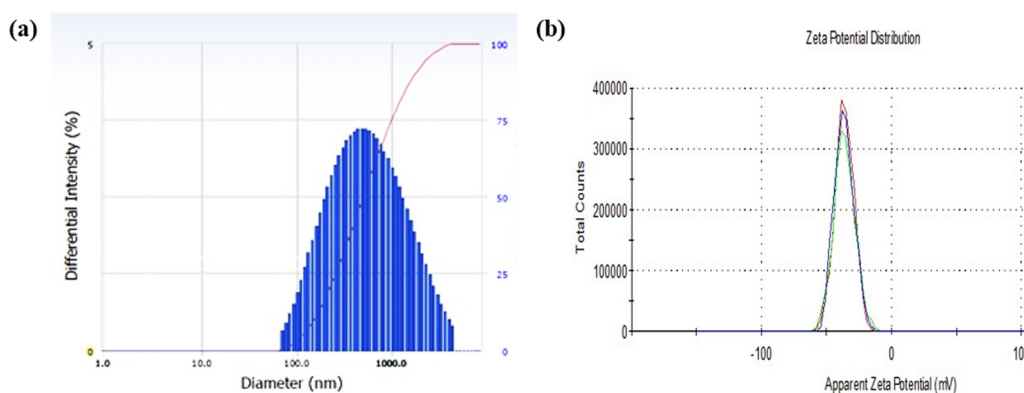 (a)
5
100
75
50
25
0
0
Differential Intensity (%)
1.0
10.0
100.0
1000.0
Diameter (nm)
(b)
Zeta Potential Distribution
400000
300000
200000
100000
0
Total Counts
-100
0
10
Apparent Zeta Potential (mV)